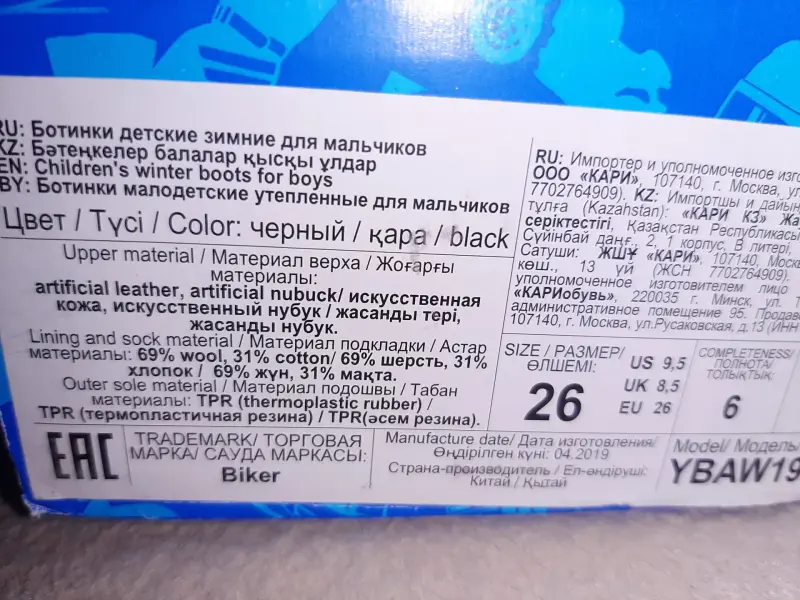 RU: Ботинки детские зимние для мальчиков
KZ: Бәтеңкелер балалар қысқы ұлдар
EN: Children's winter boots for boys
BY: Ботинки малодетские утепленные для мальчиков
Цвет / Түсі / Color: черный / қара / black
Upper material / Материал верха / Жоғарғы
материалы:
artificial leather, artificial nubuck/ искусственная
кожа, искусственный нубук / жасанды тері,
жасанды нубук.
Lining and sock material / Материал подкладки / Астар
материалы: 69% wool, 31% cotton/ 69% шерсть, 31%
хлопок / 69% жүн, 31% мақта.
Outer sole material / Материал подошвы / Табан
материалы: TPR (thermoplastic rubber) /
TPR (термопластичная резина) / TPR(әсем резина).
EAC
TRADEMARK/ ТОРГОВАЯ
МАРКА/ САУДА МАРКАСЫ:
Biker
RU: Импортер и уполномоченное
ООО «КАРИ», 107140, г. Москва,
7702764909). KZ: Импортшы и
тұлға (Kazahstan): «КАРИ КЗ»
серіктестігі, Қазақстан Республикасы
Сүйінбай даңғ., 2, 1 корпус, В литері,
Сатушы: ЖШҰ «КАРИ», 107140,
көш., 13 үй (ЖСН 7702764909).
уполномоченное изготовителем лицо
«КАРИобувь», 220035 г. Минск, ул.
административное помещение 95.
107140, г. Москва, ул.Русаковская, д.13 (ИНН
SIZE / РАЗМЕР/
ӨЛШЕМІ:
26
US 9,5
UK 8,5
EU 26
COMPLETENESS/
ПОЛНОТА/
ТОЛЫҚТЫҚ:
6
Manufacture date/ Дата изготовления/
Өңдірілген күні: 04.2019
Страна-производитель / Ел-өндіруші:
Китай / Қытай
Model/ Модель/
YBAW19